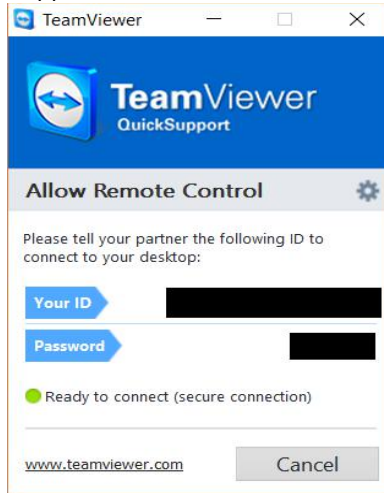 TeamViewer
TeamViewer
QuickSupport
Allow Remote Control
Please tell your partner the following ID to
connect to your desktop:
Your ID
Password
Ready to connect (secure connection)
www.teamviewer.com
Cancel